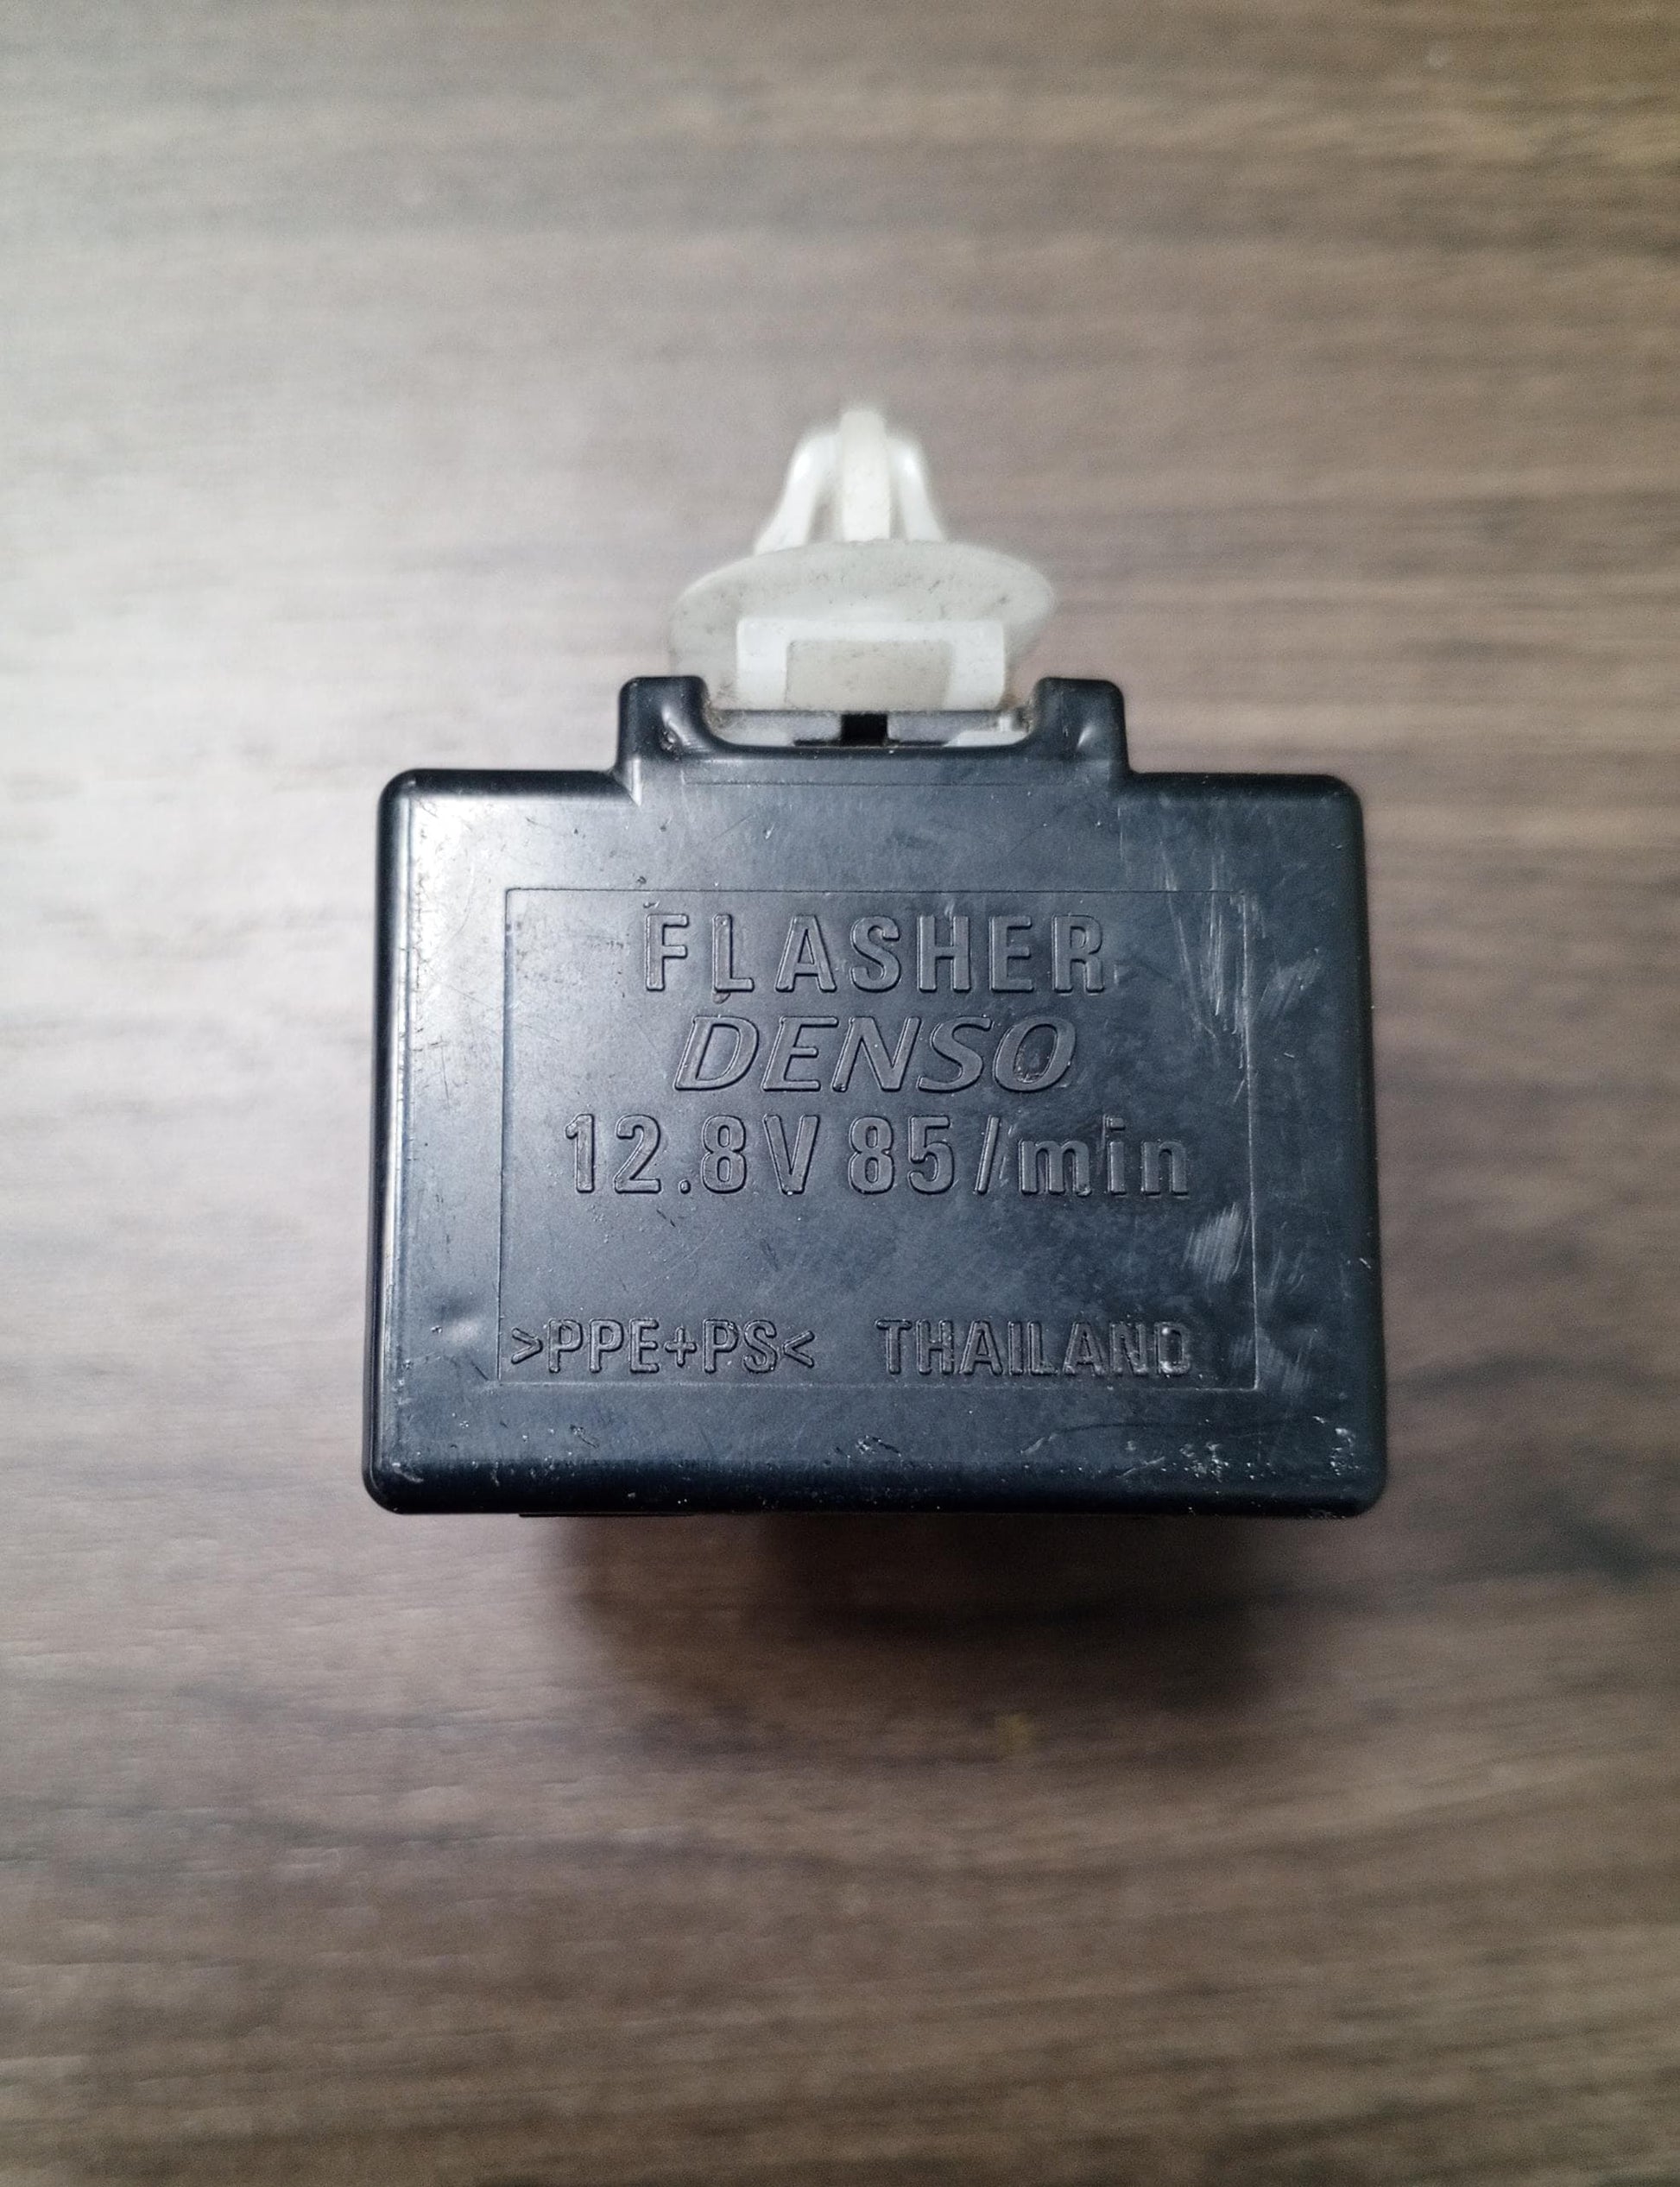 FLASHER
DENSO
12.8V 85/min
>PPE+PS< THAILAND